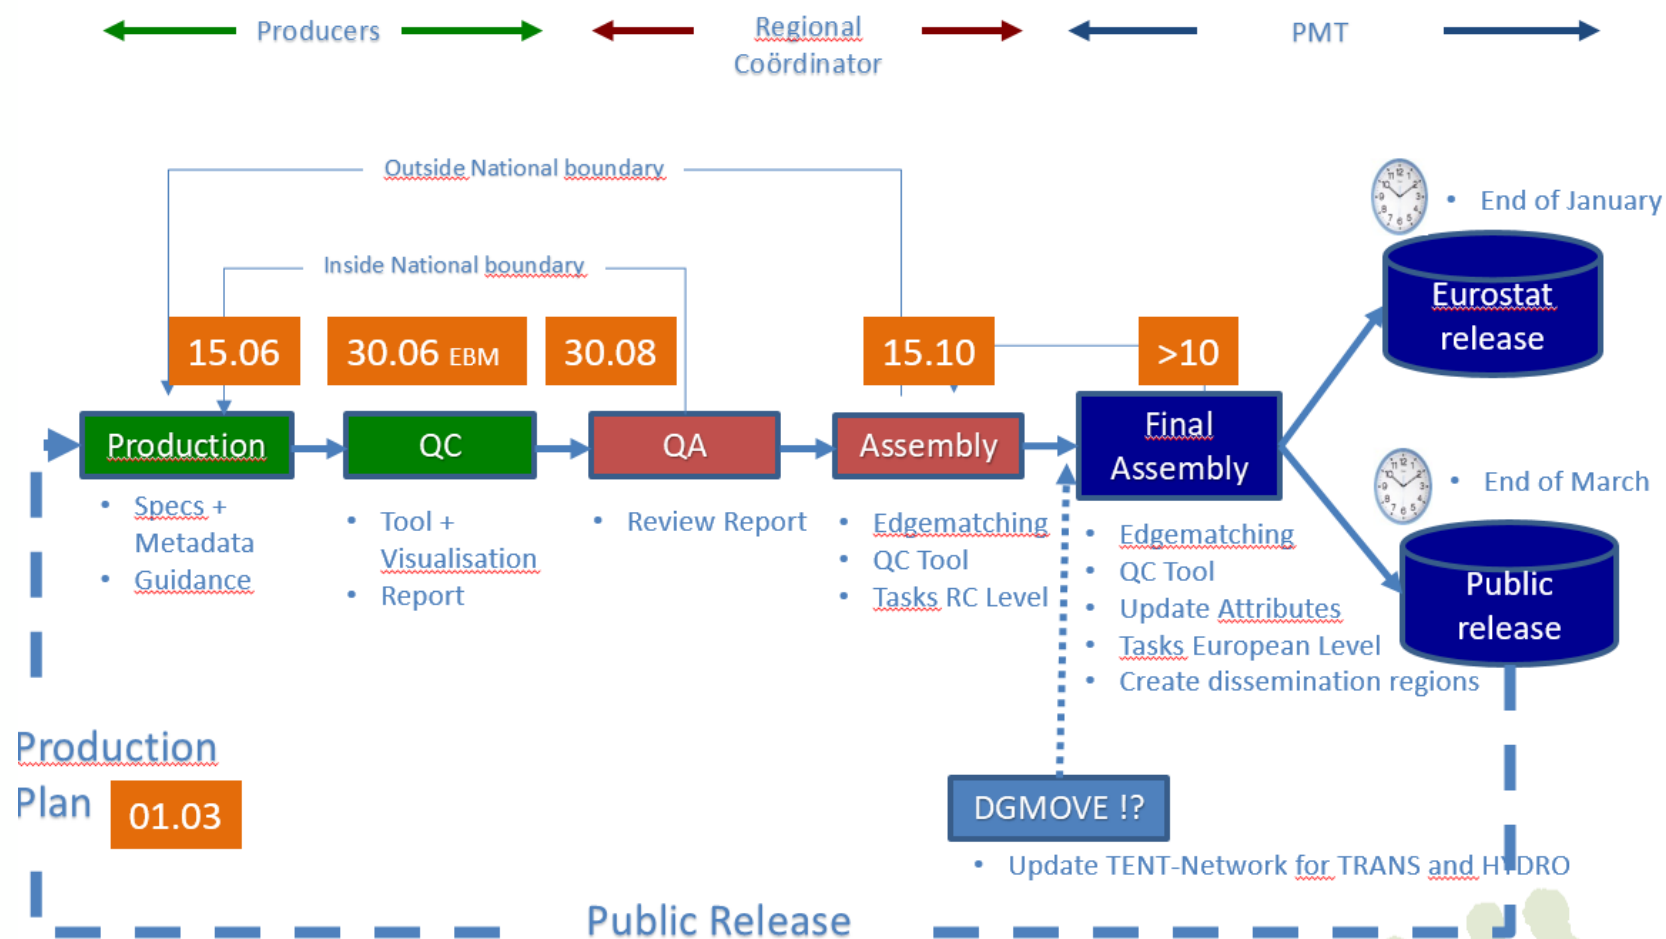 Producers
Regional
Coördinator
PMT
Outside National boundary
Inside National boundary
End of January
Eurostat
release
15.06
30.06 EBM
30.08
15.10
>10
Production
QC
QA
Assembly
Final
Assembly
• Specs +
Metadata
• Guidance
• Tool +
Visualisation
• Report
• Review Report
• Edgematching
• QC Tool
• Tasks RC Level
• Edgematching
• QC Tool
• Update Attributes
• Tasks European Level
• Create dissemination regions
• End of March
Public
release
Production
Plan
01.03
DGMOVE !?
• Update TENT-Network for TRANS and HYDRO
Public Release